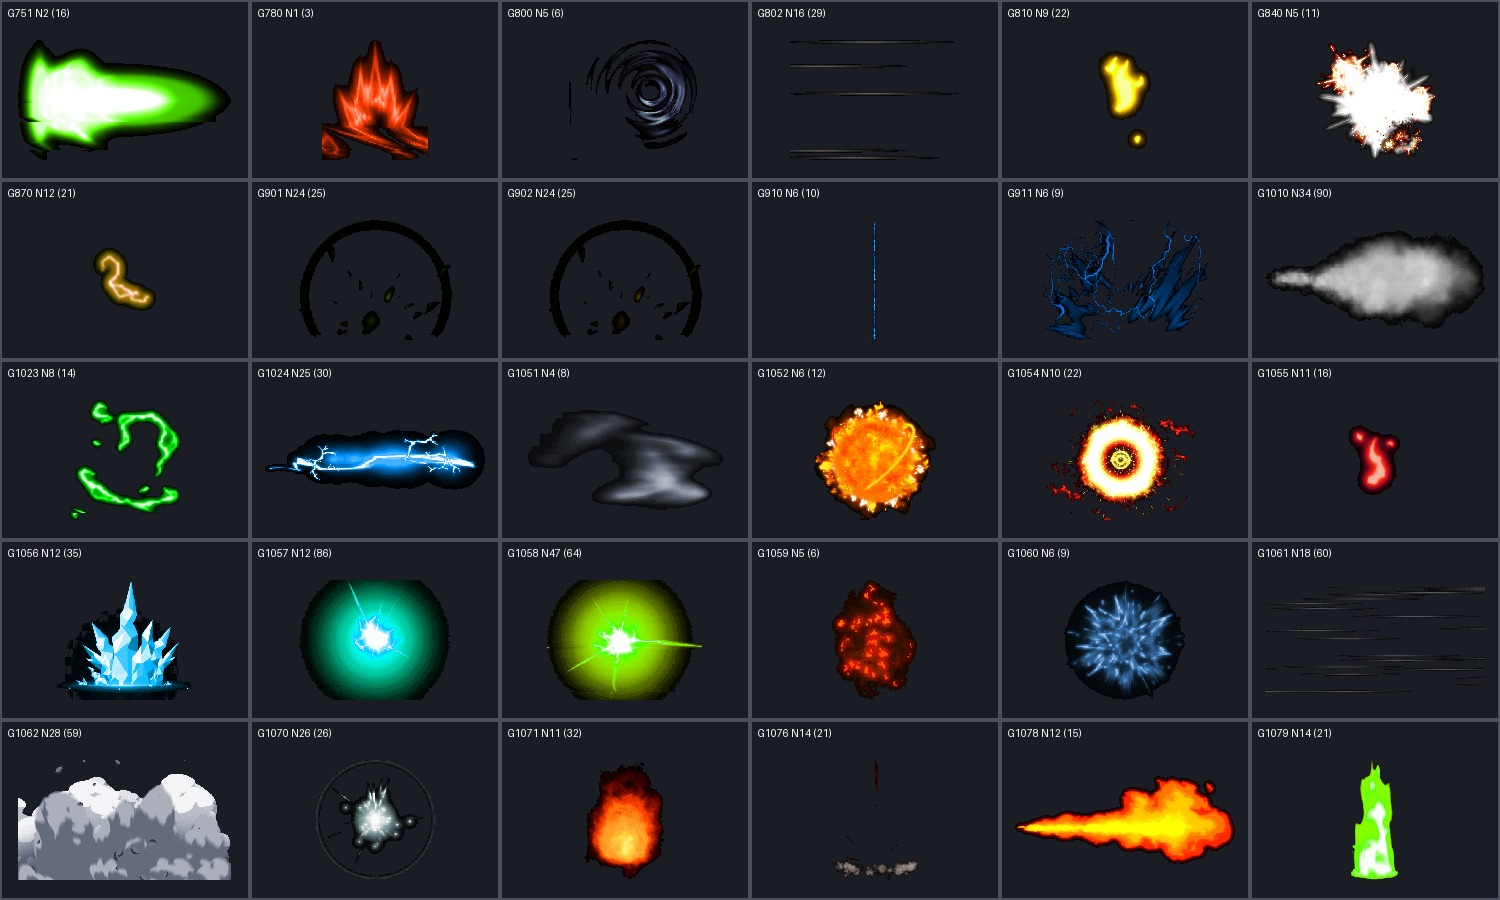 G751 N2 (16)
G780 N1 (3)
G800 N5 (6)
G802 N16 (29)
G810 N9 (22)
G840 N5 (11)
G870 N12 (21)
G901 N24 (25)
G902 N24 (25)
G910 N6 (10)
G911 N6 (9)
G1010 N34 (90)
G1023 N8 (14)
G1024 N25 (30)
G1051 N4 (8)
G1052 N6 (12)
G1054 N10 (22)
G1055 N11 (16)
G1056 N12 (35)
G1057 N12 (86)
G1058 N47 (64)
G1059 N5 (6)
G1060 N6 (9)
G1061 N18 (60)
G1062 N28 (59)
G1070 N26 (26)
G1071 N11 (32)
G1076 N14 (21)
G1078 N12 (15)
G1079 N14 (21)